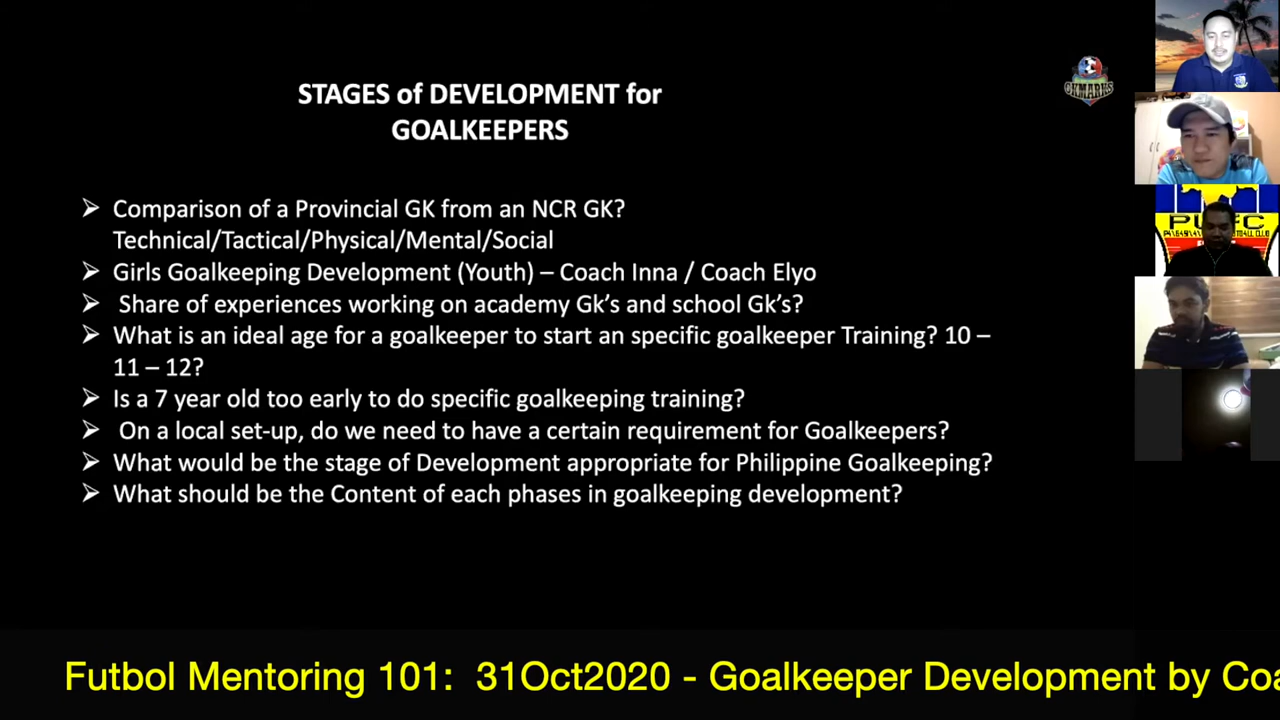 STAGES of DEVELOPMENT for
GOALKEEPERS
GKMARKS
➢ Comparison of a Provincial GK from an NCR GK?
Technical/Tactical/Physical/Mental/Social
➢ Girls Goalkeeping Development (Youth) – Coach Inna / Coach Elyo
➢ Share of experiences working on academy Gk’s and school Gk’s?
➢ What is an ideal age for a goalkeeper to start an specific goalkeeper Training? 10 –
11 – 12?
➢ Is a 7 year old too early to do specific goalkeeping training?
➢ On a local set-up, do we need to have a certain requirement for Goalkeepers?
➢ What would be the stage of Development appropriate for Philippine Goalkeeping?
➢ What should be the Content of each phases in goalkeeping development?
Futbol Mentoring 101: 31Oct2020 - Goalkeeper Development by Coa